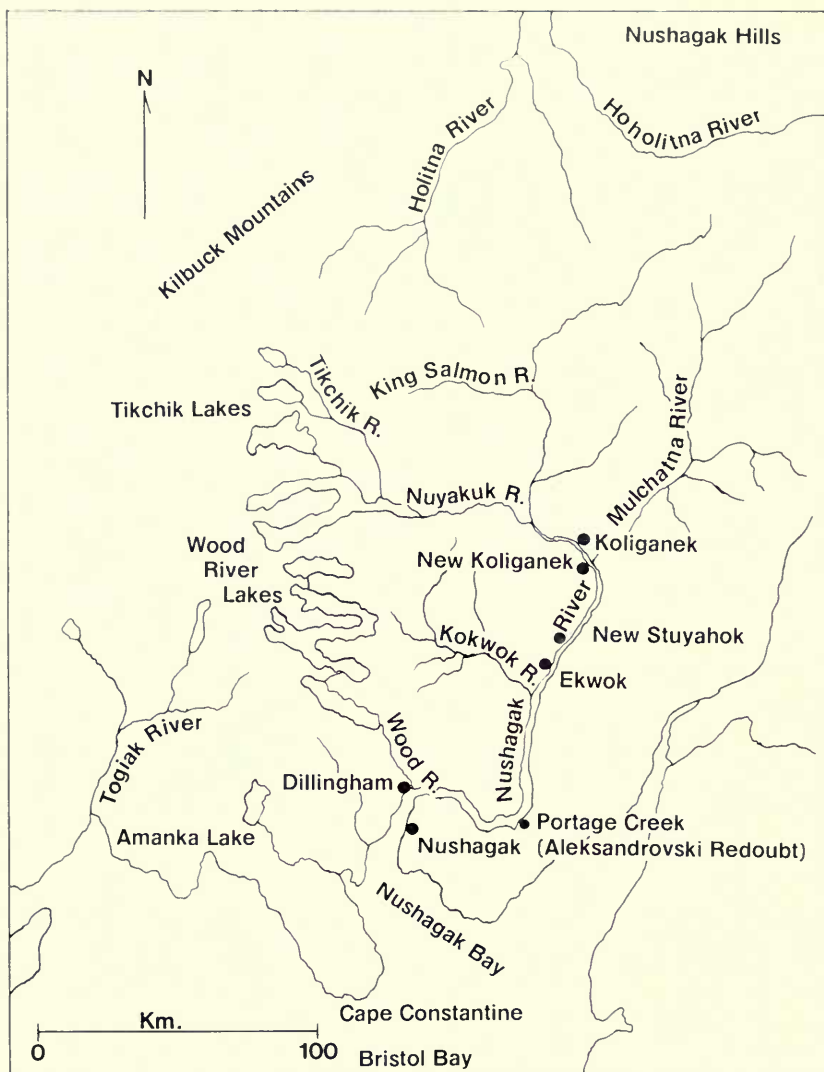 Nushagak Hills
N
Holitna River
Hoholitna River
Kilbuck Mountains
Tikchik R.
King Salmon R.
Tikchik Lakes
Mulchatna River
Nuyakuk R.
Koliganek
Wood
River
Lakes
New Koliganek
River
New Stuyahok
Kokwok R.
Ekwok
Nushagak
Togiak River
Wood R.
Dillingham
Portage Creek
(Aleksandrovski Redoubt)
Amanka Lake
Nushagak
Nushagak Bay
Cape Constantine
Km.
0
100
Bristol Bay